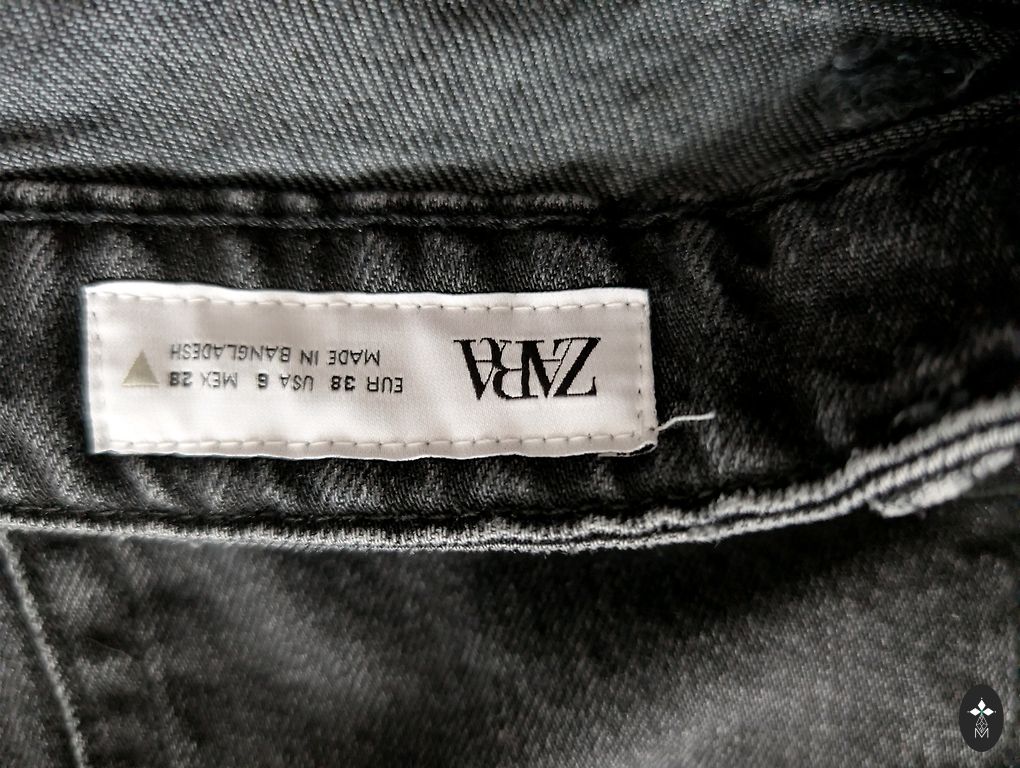 ZARA
EUR 38 USA 6 MEX 28
MADE IN BANGLADESH
M